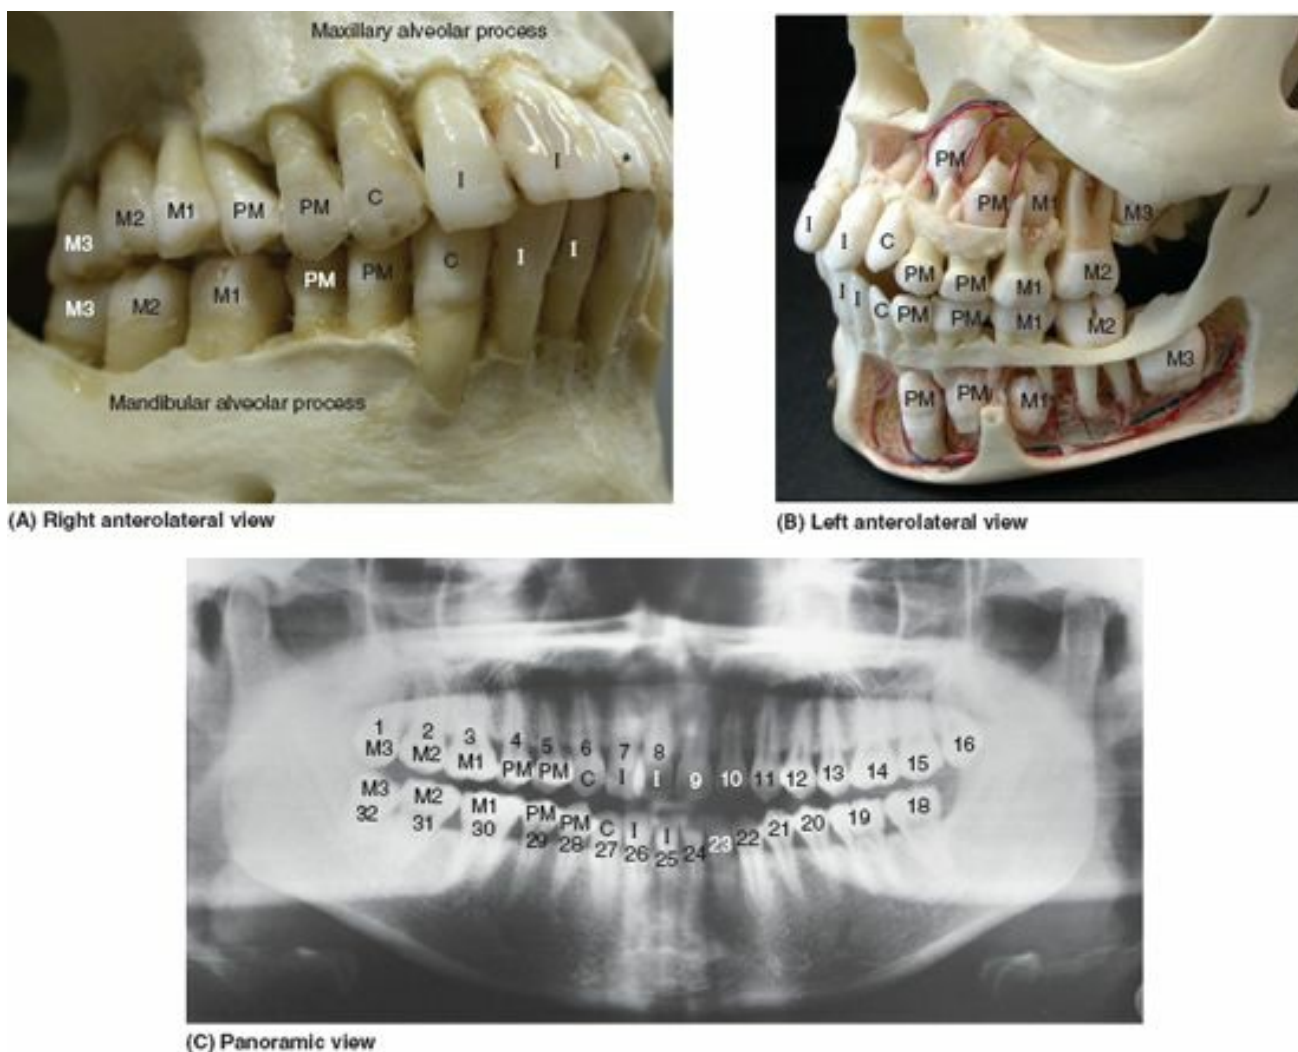 Maxillary alveolar process
I
I
*
C
PM
PM
M1
M2
M3
M3
M2
M1
PM
PM
C
I
I
Mandibular alveolar process
(A) Right anterolateral view
PM
PM
M1
M3
I
I
C
PM
PM
M1
M2
I
I
C
PM
PM
M1
M2
M3
PM
PM
M1
(B) Left anterolateral view
1 2 3 4 5 6 7 8 9 10 11 12 13 14 15 16
M3 M2 M1 PM PM C I I
M3 M2 M1 PM PM C I I
32 31 30 29 28 27 26 25 24 23 22 21 20 19 18
(C) Panoramic view